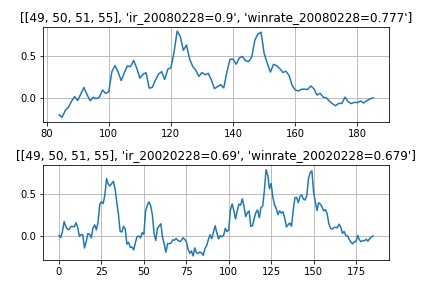 [[49, 50, 51, 55], 'ir_20080228=0.9', 'winrate_20080228=0.777']
0.5
0.0
80 100 120 140 160 180
[[49, 50, 51, 55], 'ir_20020228=0.69', 'winrate_20020228=0.679']
0.5
0.0
0 25 50 75 100 125 150 175